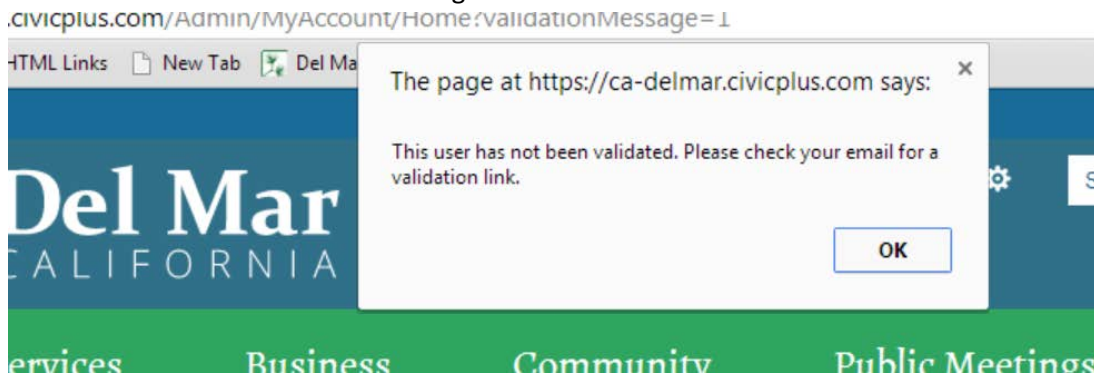 .civicplus.com/Admin/MyAccount/Home?validationMessage=1
HTML Links New Tab Del Ma
The page at https://ca-delmar.civicplus.com says:
This user has not been validated. Please check your email for a
validation link.
OK
Del Mar
CALIFORNIA
S
ervices Business Community Public Meetings